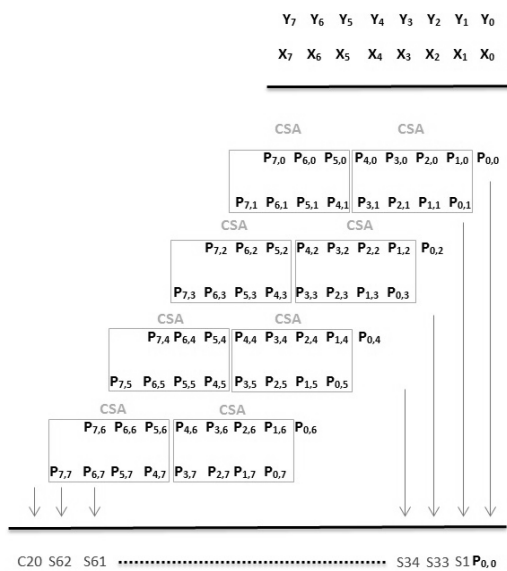 Y₇ Y₆ Y₅ Y₄ Y₃ Y₂ Y₁ Y₀
X₇ X₆ X₅ X₄ X₃ X₂ X₁ X₀
CSA CSA
P₇,₀ P₆,₀ P₅,₀ P₄,₀ P₃,₀ P₂,₀ P₁,₀ P₀,₀
P₇,₁ P₆,₁ P₅,₁ P₄,₁ P₃,₁ P₂,₁ P₁,₁ P₀,₁
CSA CSA
P₇,₂ P₆,₂ P₅,₂ P₄,₂ P₃,₂ P₂,₂ P₁,₂ P₀,₂
P₇,₃ P₆,₃ P₅,₃ P₄,₃ P₃,₃ P₂,₃ P₁,₃ P₀,₃
CSA CSA
P₇,₄ P₆,₄ P₅,₄ P₄,₄ P₃,₄ P₂,₄ P₁,₄ P₀,₄
P₇,₅ P₆,₅ P₅,₅ P₄,₅ P₃,₅ P₂,₅ P₁,₅ P₀,₅
CSA CSA
P₇,₆ P₆,₆ P₅,₆ P₄,₆ P₃,₆ P₂,₆ P₁,₆ P₀,₆
P₇,₇ P₆,₇ P₅,₇ P₄,₇ P₃,₇ P₂,₇ P₁,₇ P₀,₇
C20 S62 S61 S34 S33 S1 P₀,₀